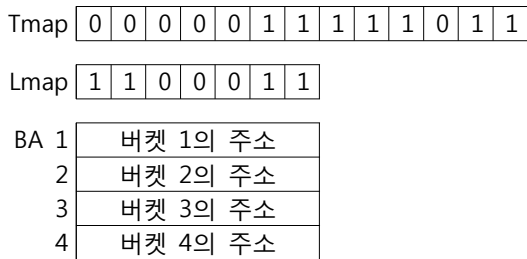 Tmap 0 0 0 0 0 1 1 1 1 1 0 1 1
Lmap 1 1 0 0 0 1 1
BA 1 버켓 1의 주소
2 버켓 2의 주소
3 버켓 3의 주소
4 버켓 4의 주소